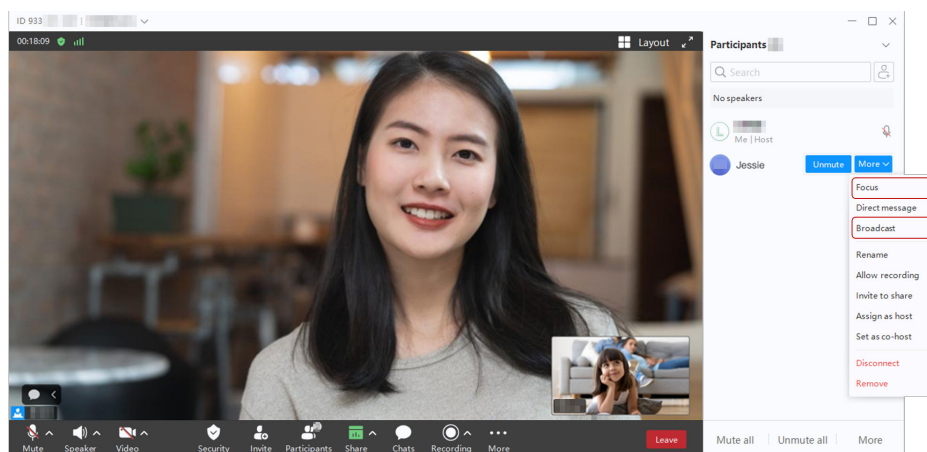 ID 933
00:18:09
Layout
Participants
Search
No speakers
L
Me | Host
Jessie
Unmute
More
Focus
Direct message
Broadcast
Rename
Allow recording
Invite to share
Assign as host
Set as co-host
Disconnect
Remove
Mute
Speaker
Video
Security
Invite
Participants
Share
Chats
Recording
More
Leave
Mute all
Unmute all
More